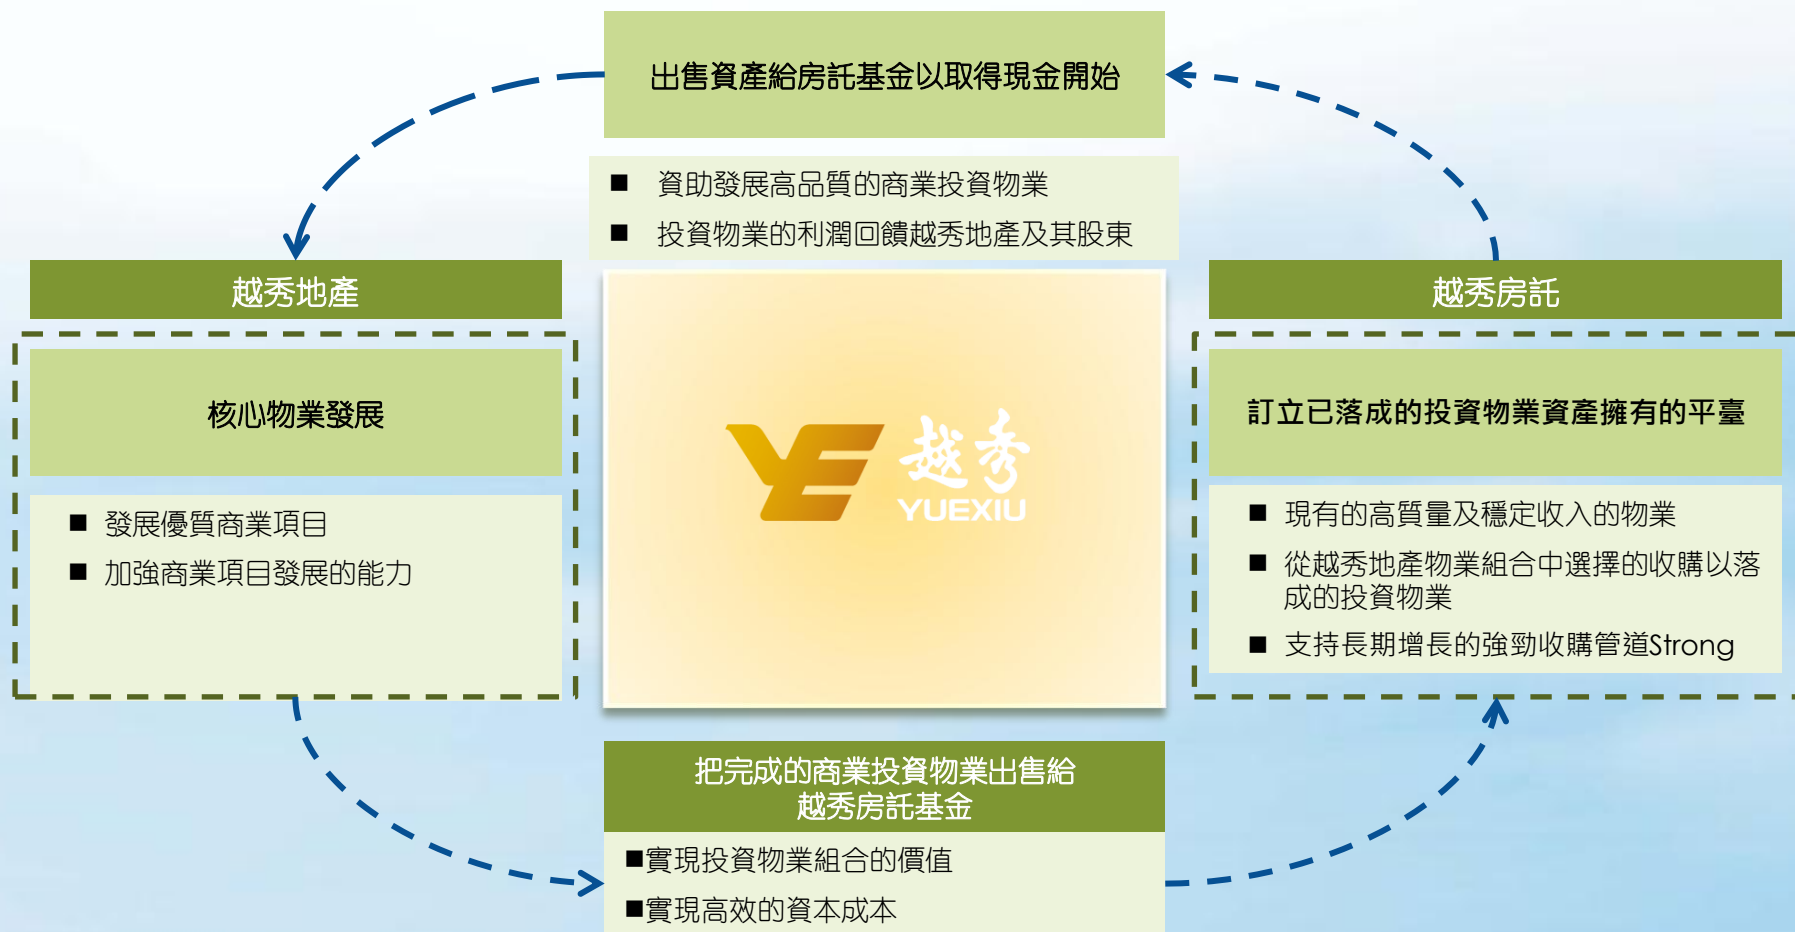 出售資產給房託基金以取得現金開始
■ 資助發展高品質的商業投資物業
■ 投資物業的利潤回饋越秀地產及其股東
越秀地產
核心物業發展
■ 發展優質商業項目
■ 加強商業項目發展的能力
越秀
YUEXIU
越秀房託
訂立已落成的投資物業資產擁有的平臺
■ 現有的高質量及穩定收入的物業
■ 從越秀地產物業組合中選擇的收購以落
成的投資物業
■ 支持長期增長的強勁收購管道Strong
把完成的商業投資物業出售給
越秀房託基金
■實現投資物業組合的價值
■實現高效的資本成本